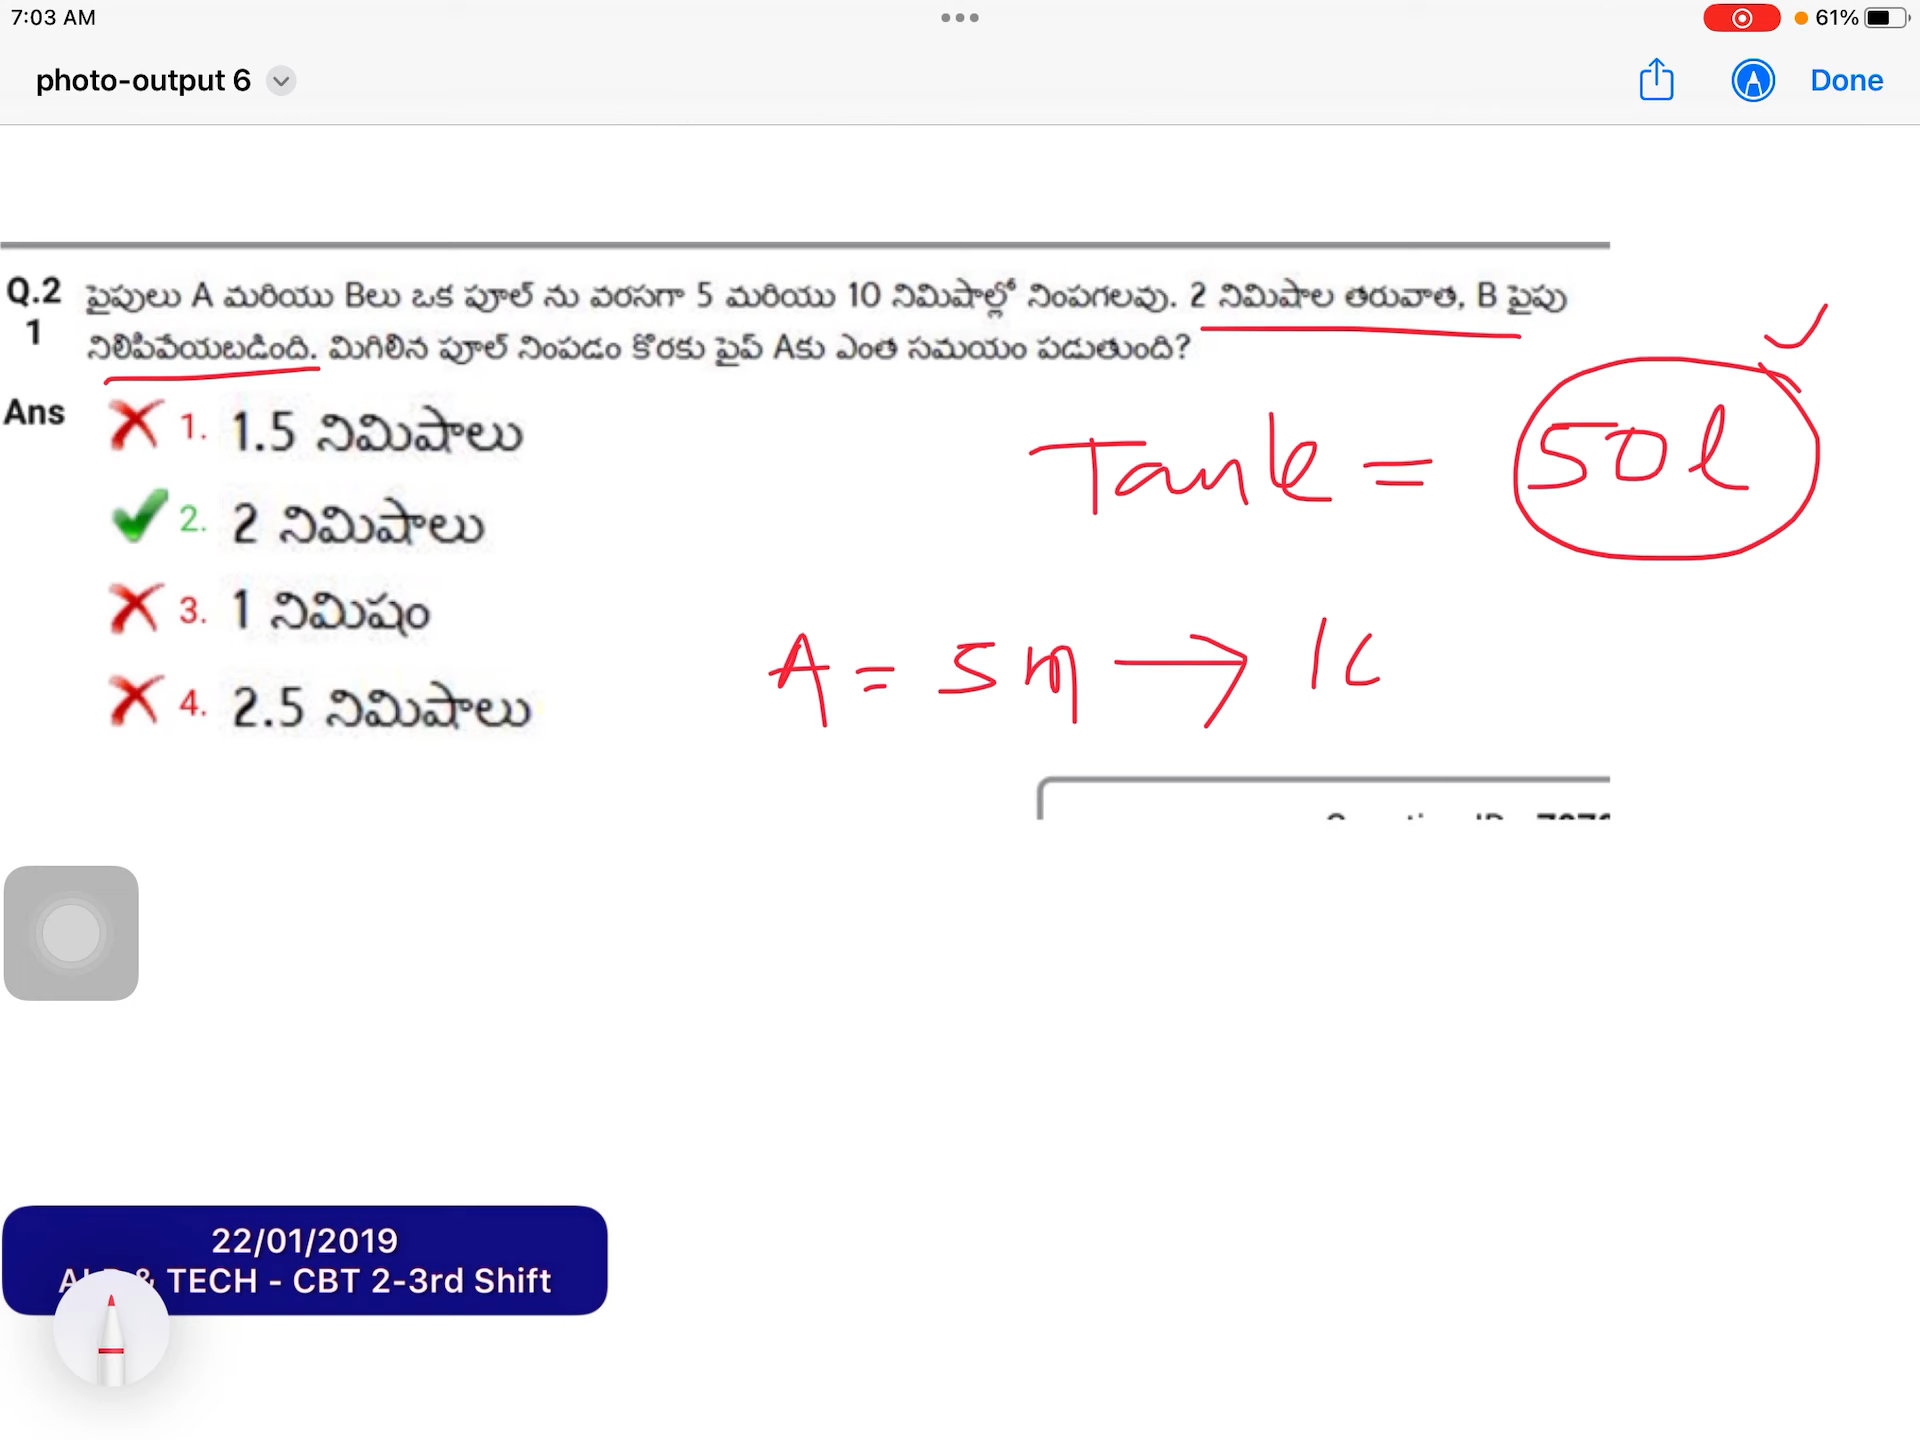 7:03 AM
61%
photo-output 6
Done
Q.2 పైపులు A మరియు Bలు ఒక పూల్ ను వరసగా 5 మరియు 10 నిమిషాల్లో నింపగలవు. 2 నిమిషాల తరువాత, B పైపు
1 నిలిపివేయబడింది. మిగిలిన పూల్ నింపడం కొరకు పైప్ Aకు ఎంత సమయం పడుతుంది?
Ans 1. 1.5 నిమిషాలు
2. 2 నిమిషాలు
3. 1 నిమిషం
4. 2.5 నిమిషాలు
Tank = 50l
A = 5m → 1
22/01/2019
& TECH - CBT 2-3rd Shift